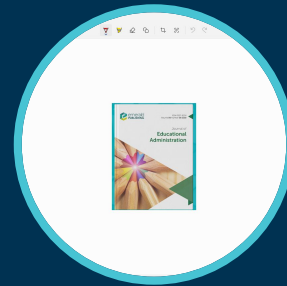 emerald
PUBLISHING
Journal of
Educational
Administration